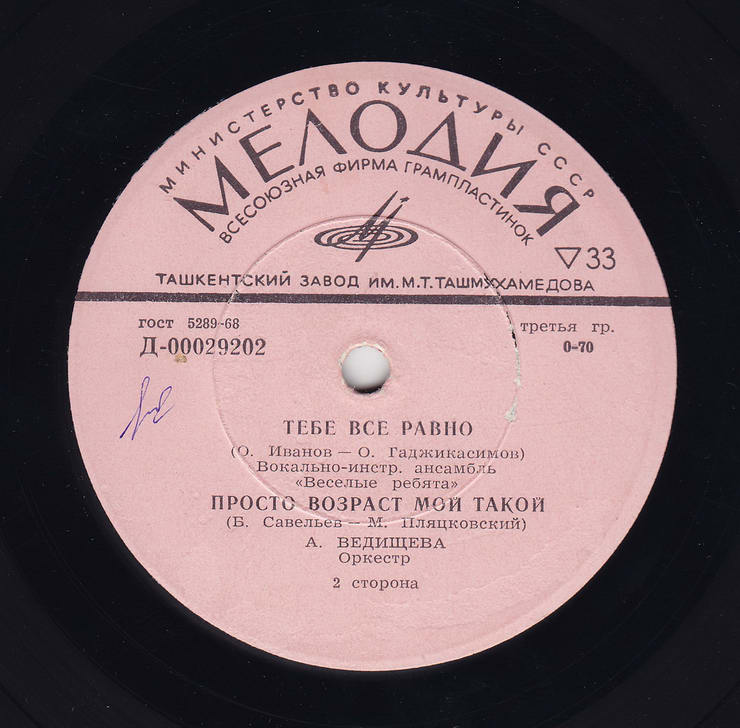 МИНИСТЕРСТВО КУЛЬТУРЫ СССР
МЕЛОДИЯ
ВСЕСОЮЗНАЯ ФИРМА ГРАМПЛАСТИНОК
33
ТАШКЕНТСКИЙ ЗАВОД ИМ. М.Т. ТАШМУХАМЕДОВА
гост 5289-68
третья гр.
Д-00029202
0-70
ТЕБЕ ВСЕ РАВНО
(О. Иванов — О. Гаджикасимов)
Вокально-инстр. ансамбль
«Веселые ребята»
ПРОСТО ВОЗРАСТ МОЙ ТАКОЙ
(Б. Савельев — М. Пляцковский)
А. ВЕДИЩЕВА
Оркестр
2 сторона